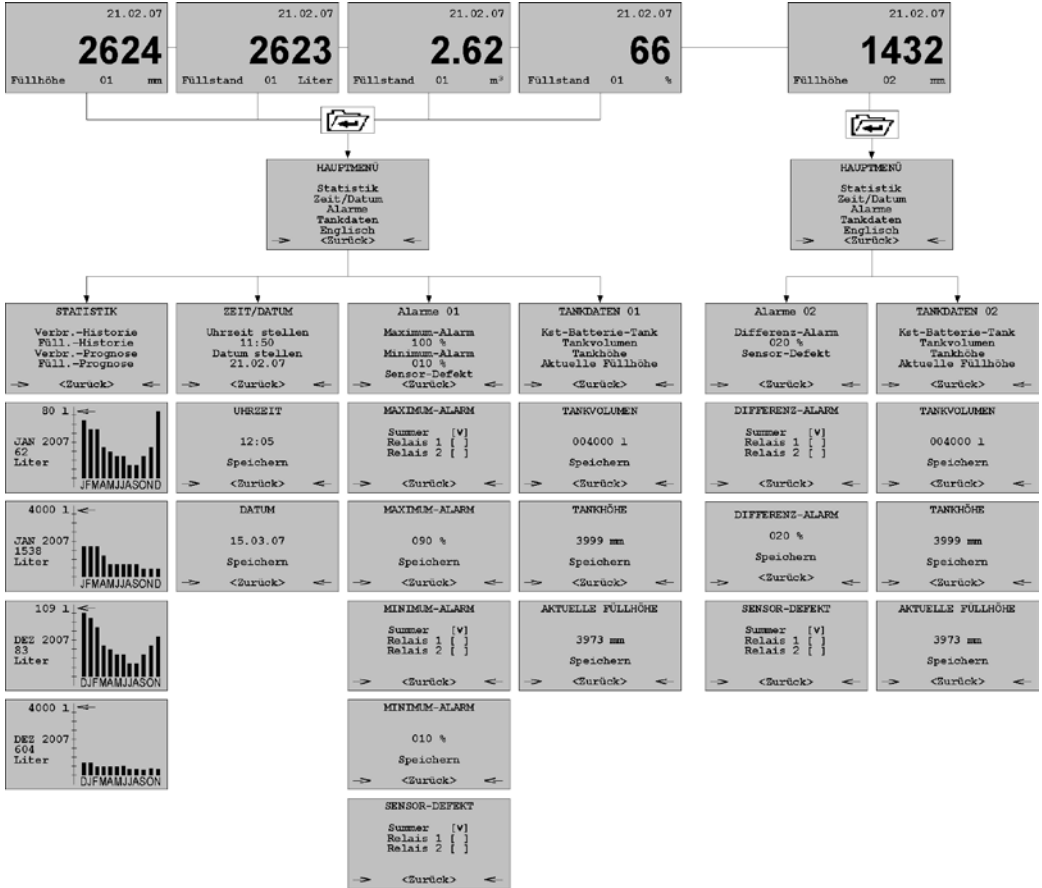 21.02.07
2624
Füllhöhe 01 mm
21.02.07
2623
Füllstand 01 Liter
21.02.07
2.62
Füllstand 01 m³
21.02.07
66
Füllstand 01 %
21.02.07
1432
Füllhöhe 02 mm
HAUPTMENÜ
Statistik
Zeit/Datum
Alarme
Tankdaten
Englisch
<Zurück>
HAUPTMENÜ
Statistik
Zeit/Datum
Alarme
Tankdaten
Englisch
<Zurück>
STATISTIK
Verbr.-Historie
Füll.-Historie
Verbr.-Prognose
Füll.-Prognose
<Zurück>
ZEIT/DATUM
Uhrzeit stellen
11:50
Datum stellen
21.02.07
<Zurück>
Alarme 01
Maximum-Alarm
100 %
Minimum-Alarm
010 %
Sensor-Defekt
<Zurück>
TANKDATEN 01
Kst-Batterie-Tank
Tankvolumen
Tankhöhe
Aktuelle Füllhöhe
<Zurück>
Alarme 02
Differenz-Alarm
020 %
Sensor-Defekt
<Zurück>
TANKDATEN 02
Kst-Batterie-Tank
Tankvolumen
Tankhöhe
Aktuelle Füllhöhe
<Zurück>
80 l
JAN 2007
62
Liter
JFMAMJJASOND
UHRZEIT
12:05
Speichern
<Zurück>
MAXIMUM-ALARM
Summer [v]
Relais 1 [ ]
Relais 2 [ ]
<Zurück>
TANKVOLUMEN
004000 l
Speichern
<Zurück>
DIFFERENZ-ALARM
Summer [v]
Relais 1 [ ]
Relais 2 [ ]
<Zurück>
TANKVOLUMEN
004000 l
Speichern
<Zurück>
4000 l
JAN 2007
1538
Liter
JFMAMJJASOND
DATUM
15.03.07
Speichern
<Zurück>
MAXIMUM-ALARM
090 %
Speichern
<Zurück>
TANKHÖHE
3999 mm
Speichern
<Zurück>
DIFFERENZ-ALARM
020 %
Speichern
<Zurück>
TANKHÖHE
3999 mm
Speichern
<Zurück>
109 l
DEZ 2007
83
Liter
DJFMAMJJASON
MINIMUM-ALARM
Summer [v]
Relais 1 [ ]
Relais 2 [ ]
<Zurück>
AKTUELLE FÜLLHÖHE
3973 mm
Speichern
<Zurück>
SENSOR-DEFEKT
Summer [v]
Relais 1 [ ]
Relais 2 [ ]
<Zurück>
AKTUELLE FÜLLHÖHE
3973 mm
Speichern
<Zurück>
4000 l
DEZ 2007
604
Liter
DJFMAMJJASON
MINIMUM-ALARM
010 %
Speichern
<Zurück>
SENSOR-DEFEKT
Summer [v]
Relais 1 [ ]
Relais 2 [ ]
<Zurück>